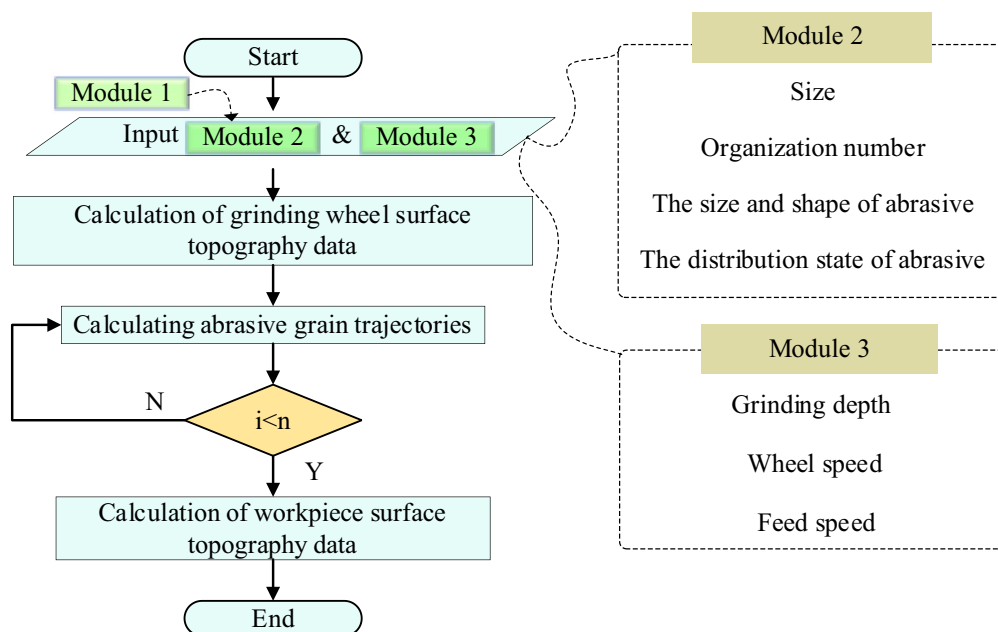 Start
Module 1
Input Module 2 & Module 3
Calculation of grinding wheel surface
topography data
Calculating abrasive grain trajectories
N
i<n
Y
Calculation of workpiece surface
topography data
End
Module 2
Size
Organization number
The size and shape of abrasive
The distribution state of abrasive
Module 3
Grinding depth
Wheel speed
Feed speed